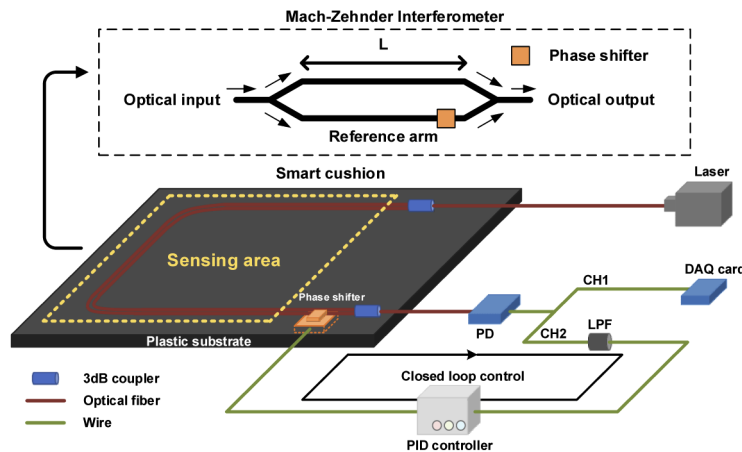 Mach-Zehnder Interferometer
L
Phase shifter
Optical input
Optical output
Reference arm
Smart cushion
Laser
Sensing area
Phase shifter
CH1
DAQ card
PD
CH2
LPF
Plastic substrate
3dB coupler
Closed loop control
Optical fiber
Wire
PID controller